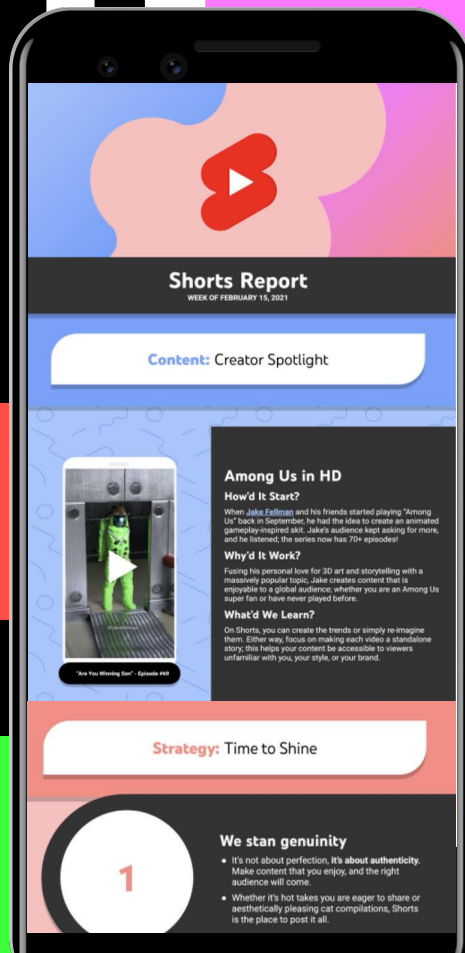 Shorts Report
WEEK OF FEBRUARY 15, 2021
Content: Creator Spotlight
Among Us in HD
How'd It Start?
When Jake Fellman and his friends started playing "Among
Us" back in September, he had the idea to create an animated
gameplay-inspired skit. Jake's audience kept asking for more,
and he listened; the series now has 70+ episodes!
Why'd It Work?
Fusing his personal love for 3D art and storytelling with a
massively popular topic, Jake creates content that is
enjoyable to a global audience; whether you are an Among Us
super fan or have never played before.
What'd We Learn?
On Shorts, you can create the trends or simply re-imagine
them. Either way, focus on making each video a standalone
story; this helps your content be accessible to viewers
unfamiliar with you, your style, or your brand.
"Are You Winning Son" - Episode #69
Strategy: Time to Shine
1
We stan genuinity
• It's not about perfection, it's about authenticity.
Make content that you enjoy, and the right
audience will come.
• Whether it's hot takes you are eager to share or
aesthetically pleasing cat compilations, Shorts
is the place to post it all.